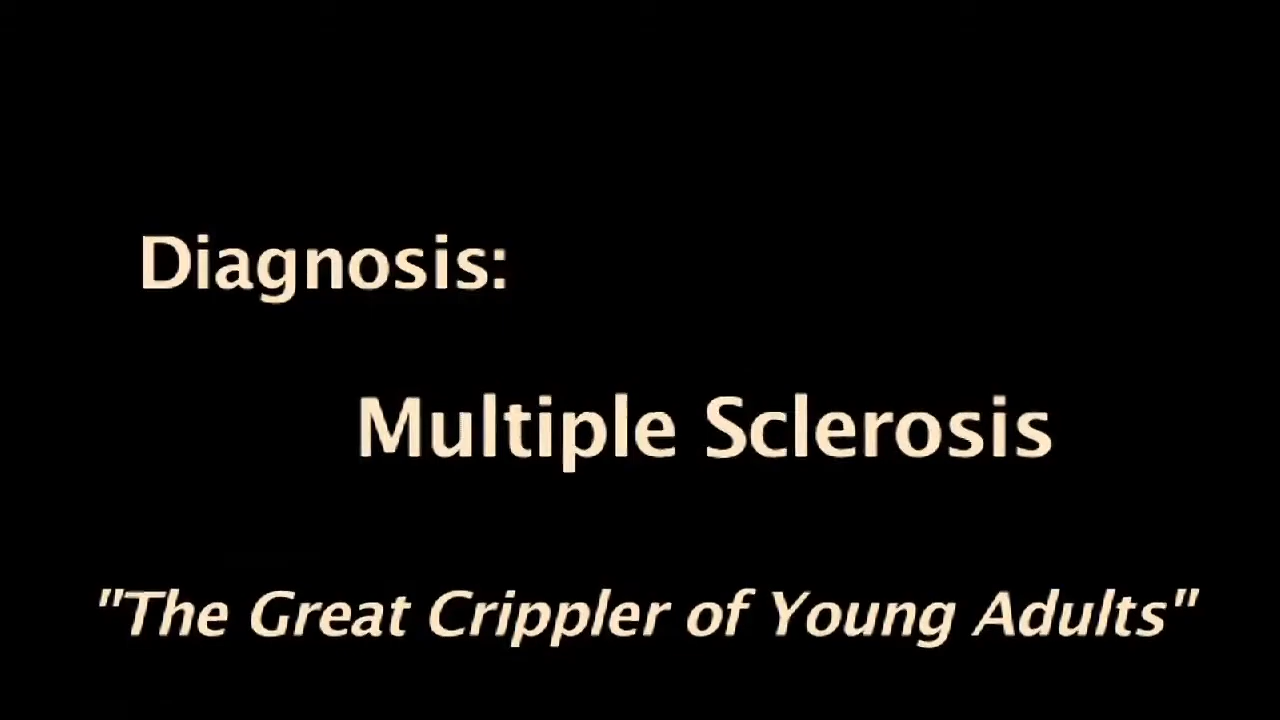 Diagnosis:
Multiple Sclerosis
"The Great Crippler of Young Adults"